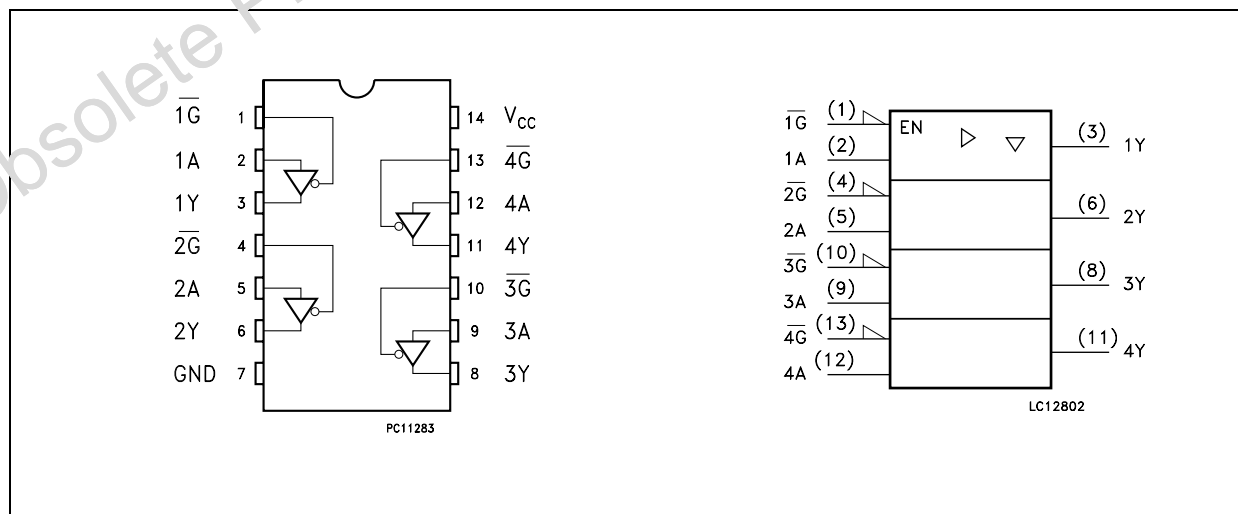 Obsolete
1G̅ 1
1A 2
1Y 3
2G̅ 4
2A 5
2Y 6
GND 7
14 VCC
13 4G̅
12 4A
11 4Y
10 3G̅
9 3A
8 3Y
PC11283
1G̅ (1)
1A (2)
2G̅ (4)
2A (5)
3G̅ (10)
3A (9)
4G̅ (13)
4A (12)
EN
(3) 1Y
(6) 2Y
(8) 3Y
(11) 4Y
LC12802